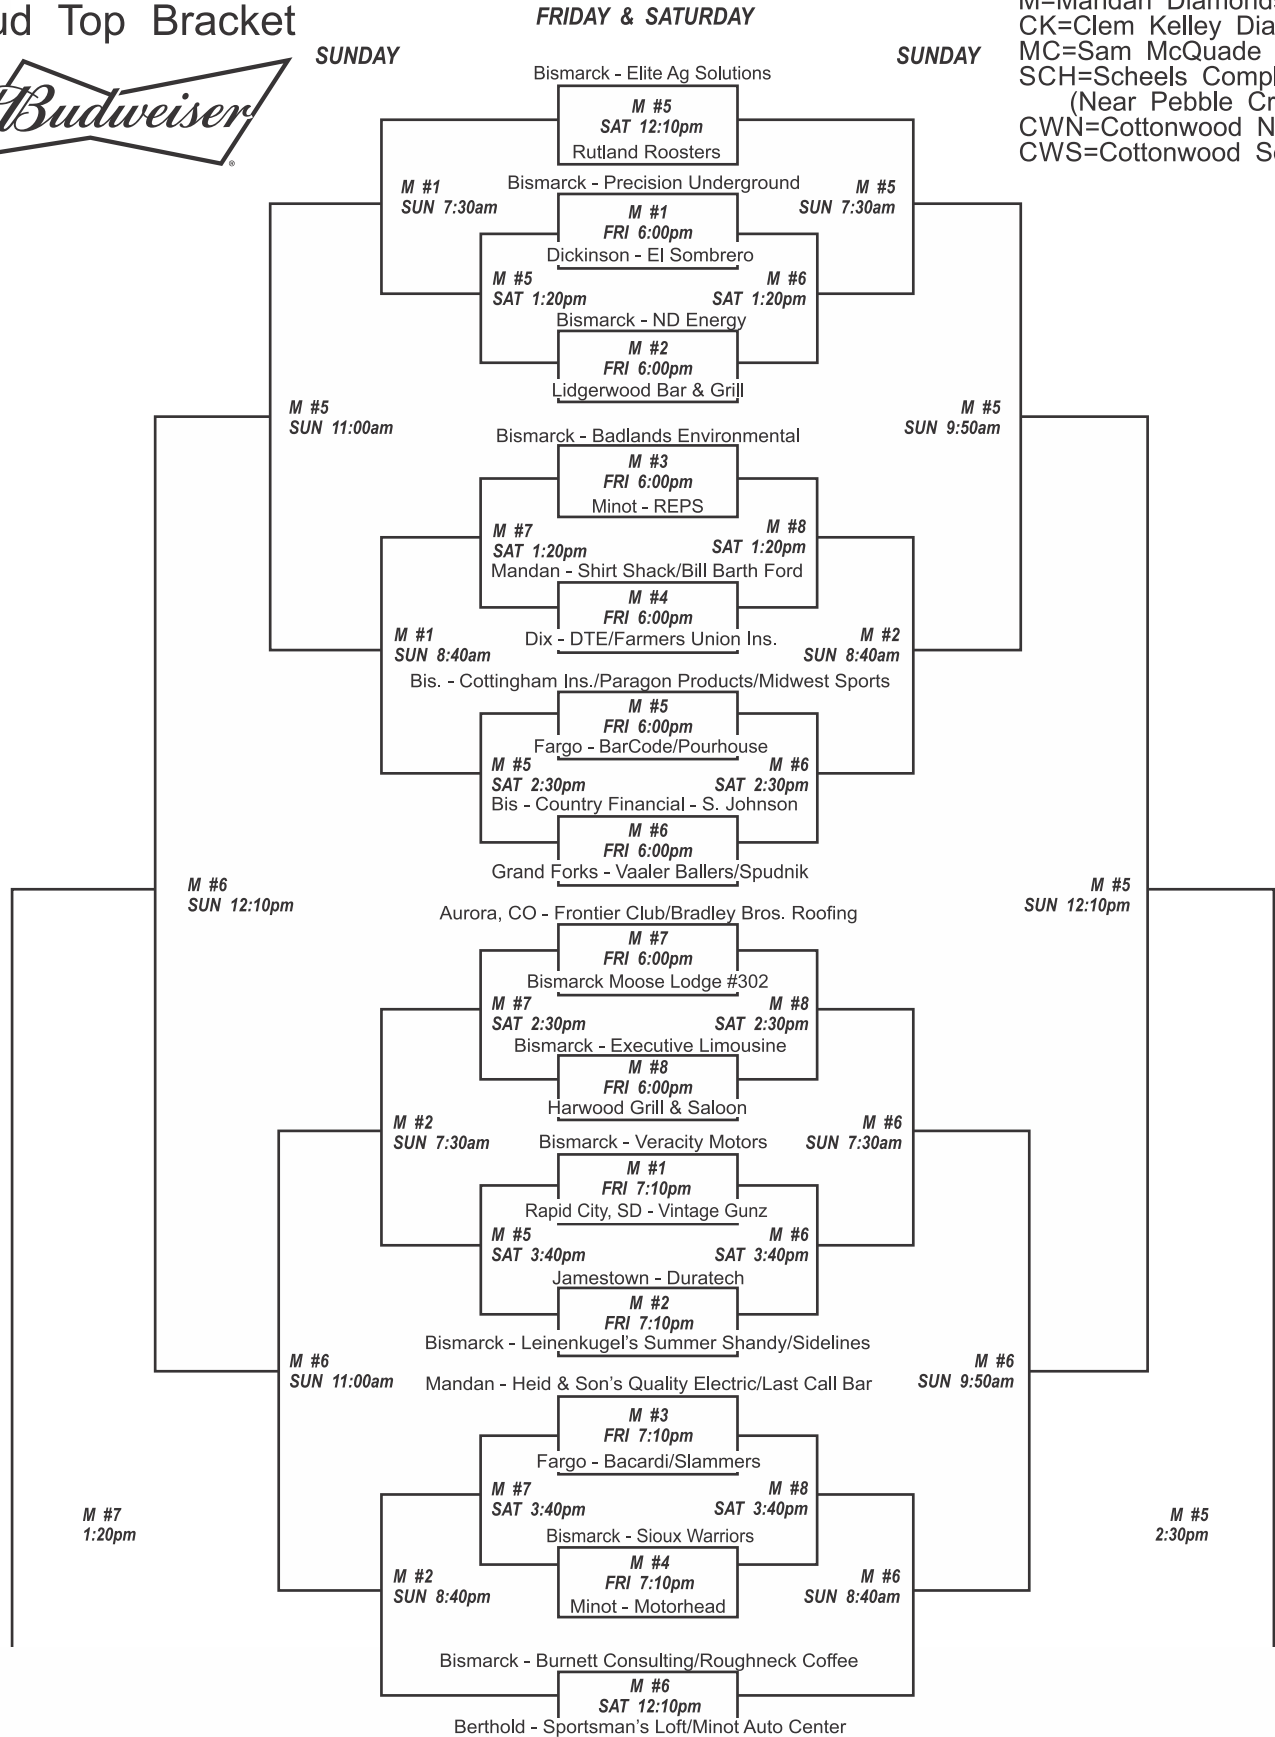 Top Bracket
Budweiser
®
FRIDAY & SATURDAY
SUNDAY
SUNDAY
M=Mandan
CK=Clem Kelley
MC=Sam McQuade
SCH=Scheels
(Near Pebble
CWN=Cottonwood
CWS=Cottonwood
Bismarck - Elite Ag Solutions
M #5
SAT 12:10pm
Rutland Roosters
Bismarck - Precision Underground
M #1
SUN 7:30am
M #5
SUN 7:30am
M #1
FRI 6:00pm
Dickinson - El Sombrero
M #5
SAT 1:20pm
M #6
SAT 1:20pm
Bismarck - ND Energy
M #2
FRI 6:00pm
Lidgerwood Bar & Grill
M #5
SUN 11:00am
M #5
SUN 9:50am
Bismarck - Badlands Environmental
M #3
FRI 6:00pm
Minot - REPS
M #7
SAT 1:20pm
M #8
SAT 1:20pm
Mandan - Shirt Shack/Bill Barth Ford
M #4
FRI 6:00pm
Dix - DTE/Farmers Union Ins.
M #1
SUN 8:40am
M #2
SUN 8:40am
Bis. - Cottingham Ins./Paragon Products/Midwest Sports
M #5
FRI 6:00pm
Fargo - BarCode/Pourhouse
M #5
SAT 2:30pm
M #6
SAT 2:30pm
Bis - Country Financial - S. Johnson
M #6
FRI 6:00pm
Grand Forks - Vaaler Ballers/Spudnik
M #6
SUN 12:10pm
M #5
SUN 12:10pm
Aurora, CO - Frontier Club/Bradley Bros. Roofing
M #7
FRI 6:00pm
Bismarck Moose Lodge #302
M #7
SAT 2:30pm
M #8
SAT 2:30pm
Bismarck - Executive Limousine
M #8
FRI 6:00pm
Harwood Grill & Saloon
M #2
SUN 7:30am
M #6
SUN 7:30am
Bismarck - Veracity Motors
M #1
FRI 7:10pm
Rapid City, SD - Vintage Gunz
M #5
SAT 3:40pm
M #6
SAT 3:40pm
Jamestown - Duratech
M #2
FRI 7:10pm
Bismarck - Leinenkugel's Summer Shandy/Sidelines
M #6
SUN 11:00am
M #6
SUN 9:50am
Mandan - Heid & Son's Quality Electric/Last Call Bar
M #3
FRI 7:10pm
Fargo - Bacardi/Slammers
M #7
SAT 3:40pm
M #8
SAT 3:40pm
M #7
1:20pm
M #5
2:30pm
Bismarck - Sioux Warriors
M #4
FRI 7:10pm
Minot - Motorhead
M #2
SUN 8:40pm
M #6
SUN 8:40am
Bismarck - Burnett Consulting/Roughneck Coffee
M #6
SAT 12:10pm
Berthold - Sportsman's Loft/Minot Auto Center